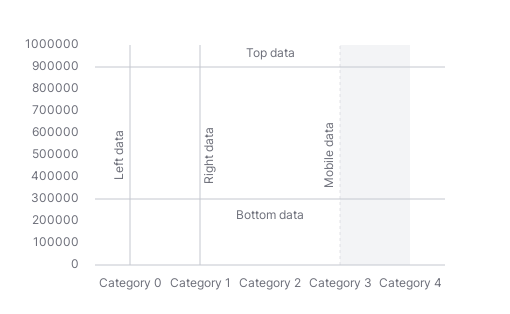 1000000
Top data
900000
800000
700000
600000
Left data
Right data
Mobile data
500000
400000
300000
Bottom data
200000
100000
0
Category 0 Category 1 Category 2 Category 3 Category 4